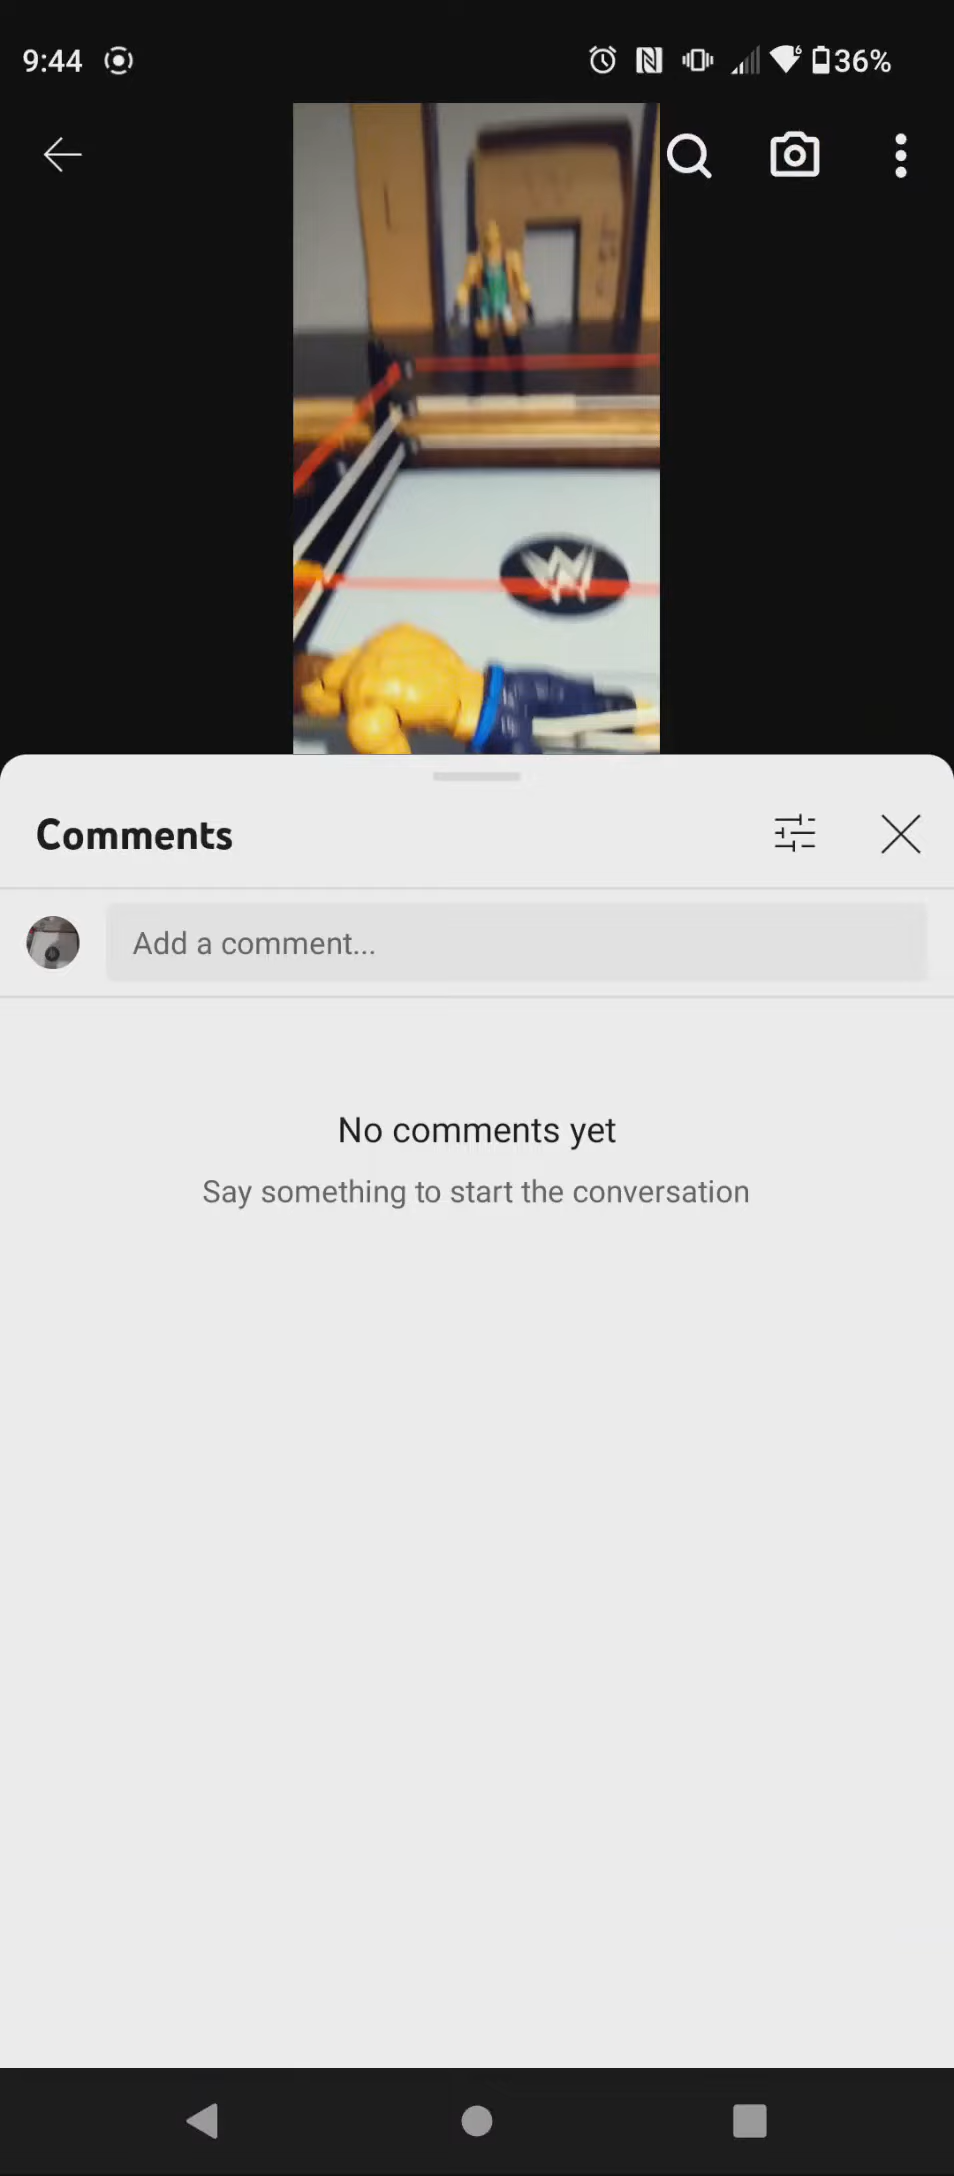 9:44
36%
Comments
Add a comment...
No comments yet
Say something to start the conversation